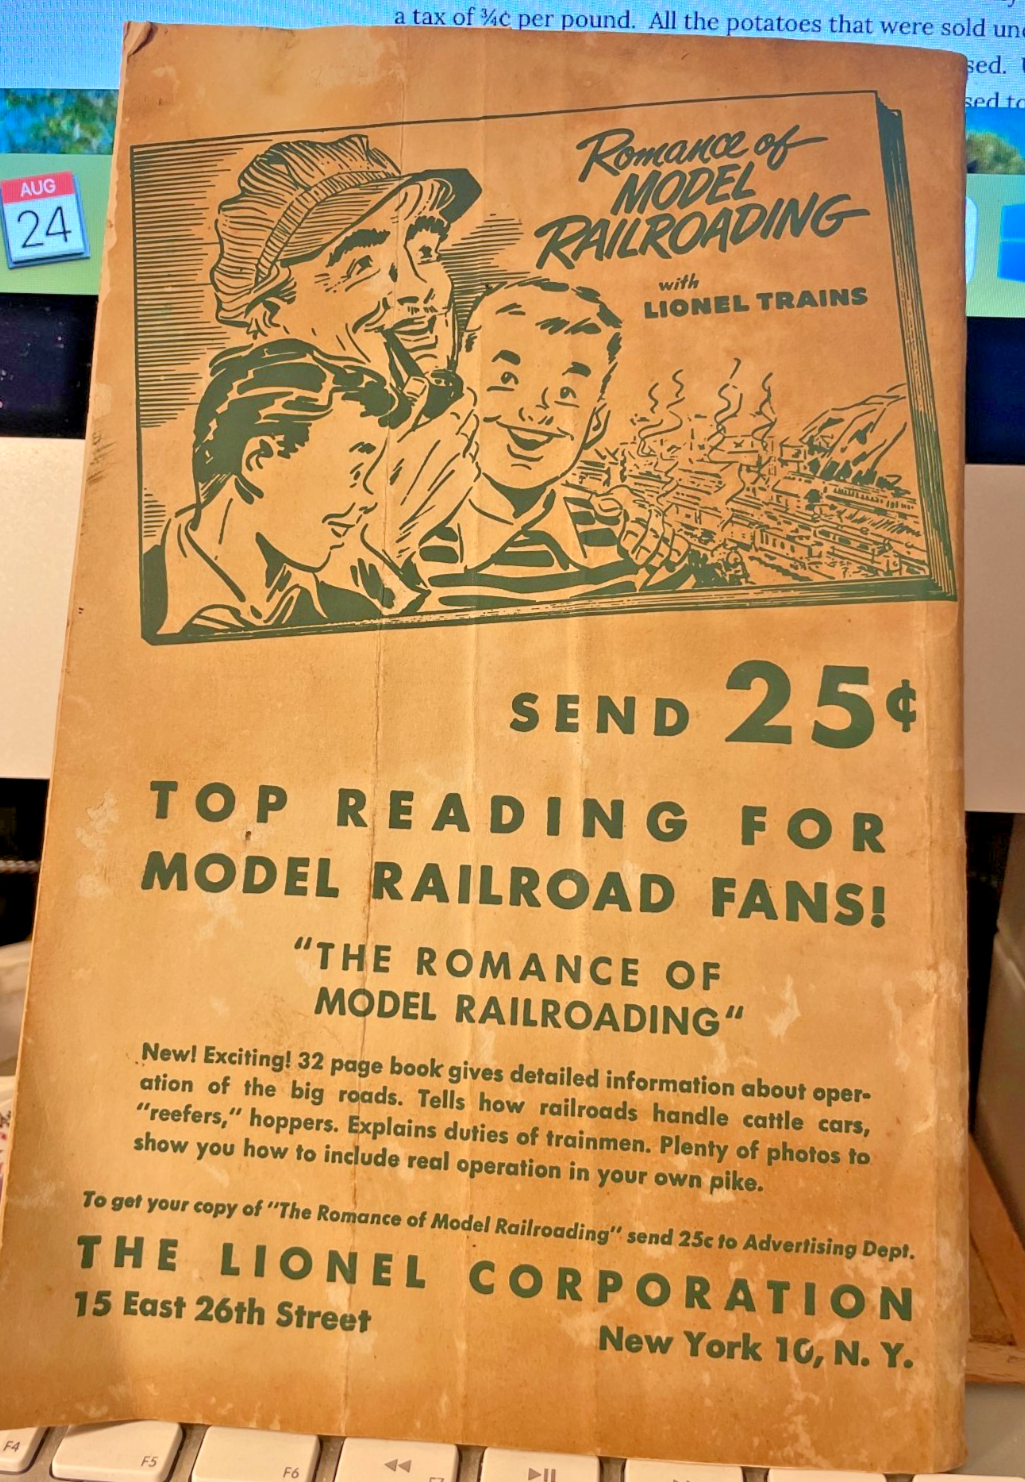 a tax of ¾¢ per pound. All the potatoes that were sold
sed.
sed to
AUG
24
Romance of
MODEL
RAILROADING
with
LIONEL TRAINS
SEND 25¢
TOP READING FOR
MODEL RAILROAD FANS!
"THE ROMANCE OF
MODEL RAILROADING"
New! Exciting! 32 page book gives detailed information about oper-
ation of the big roads. Tells how railroads handle cattle cars,
"reefers," hoppers. Explains duties of trainmen. Plenty of photos to
show you how to include real operation in your own pike.
To get your copy of "The Romance of Model Railroading" send 25c to Advertising Dept.
THE LIONEL CORPORATION
15 East 26th Street
New York 10, N. Y.
F4
F5
F6
F7